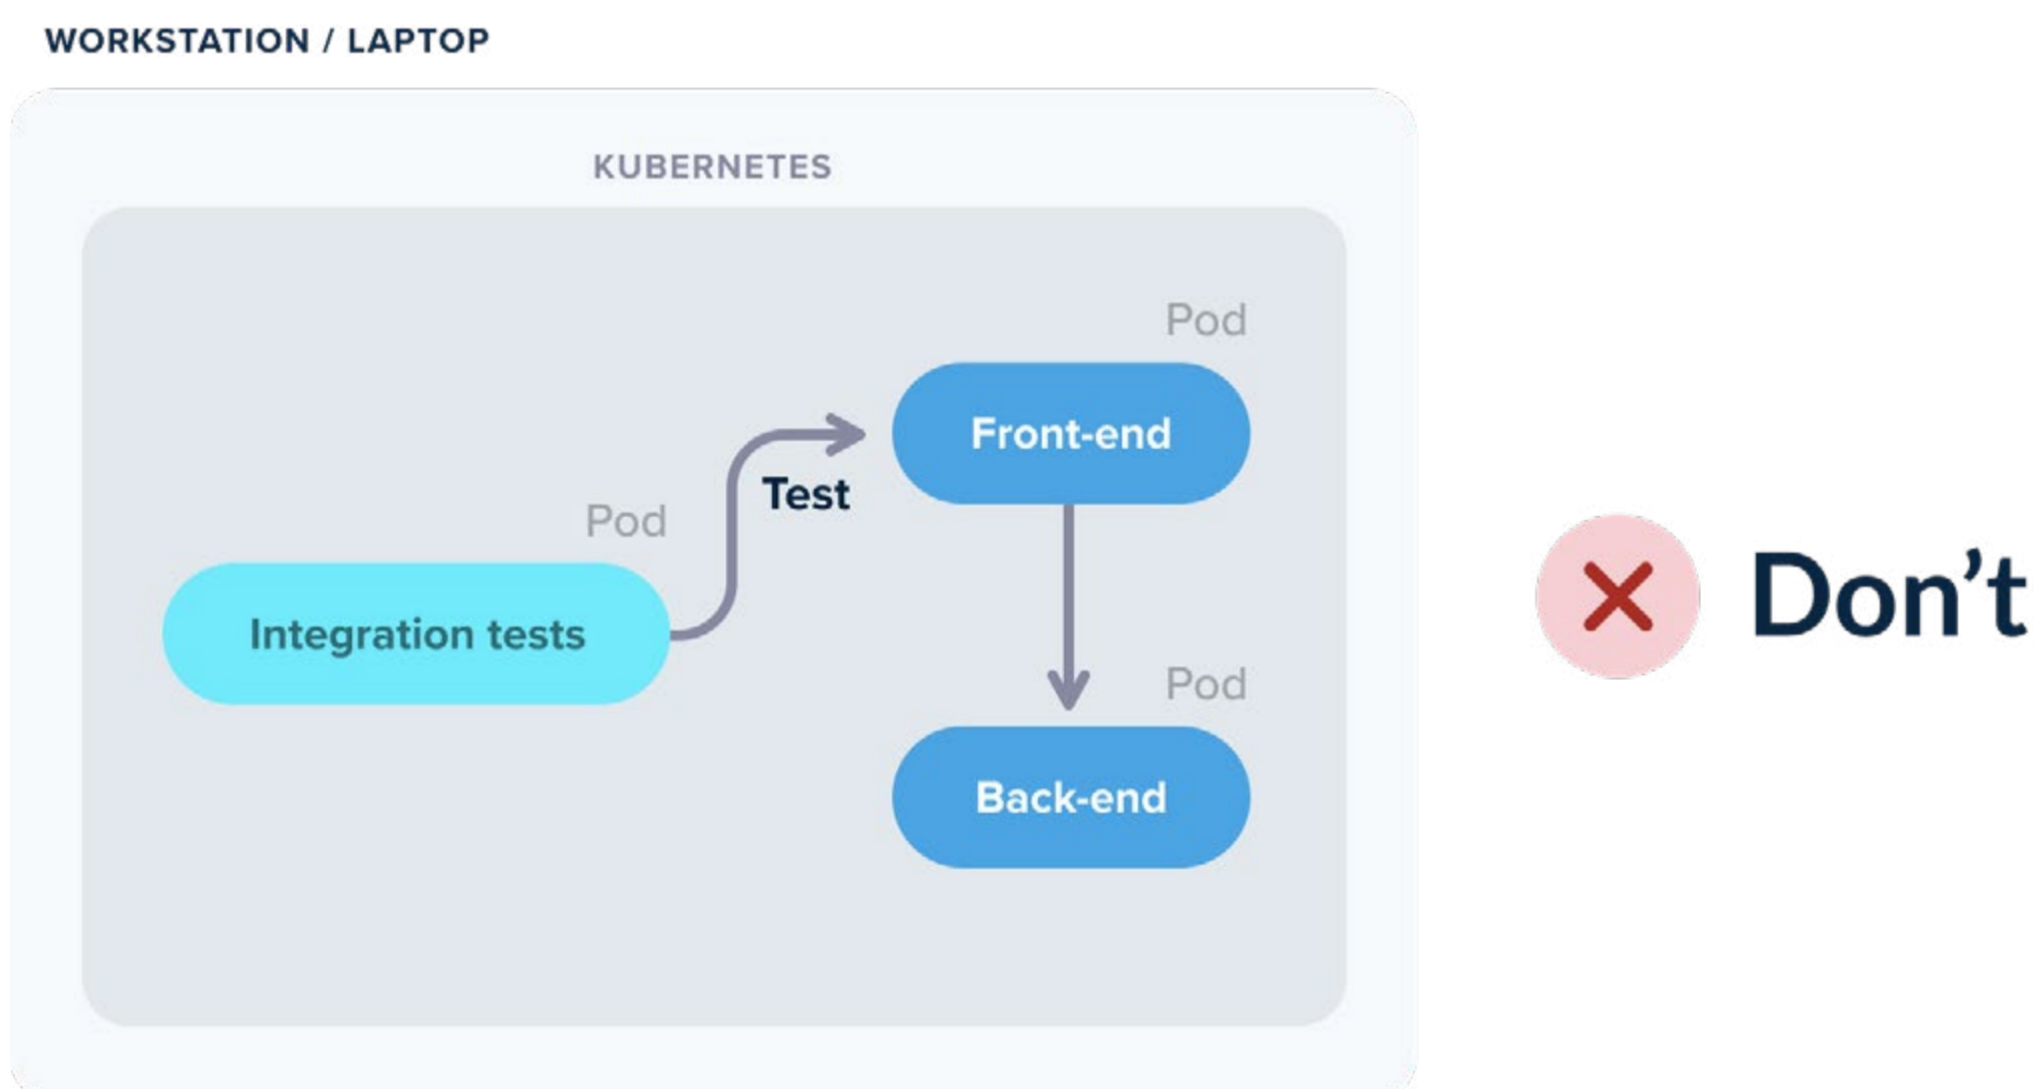 WORKSTATION / LAPTOP
KUBERNETES
Pod
Front-end
Test
Pod
Integration tests
Pod
Back-end
Don’t